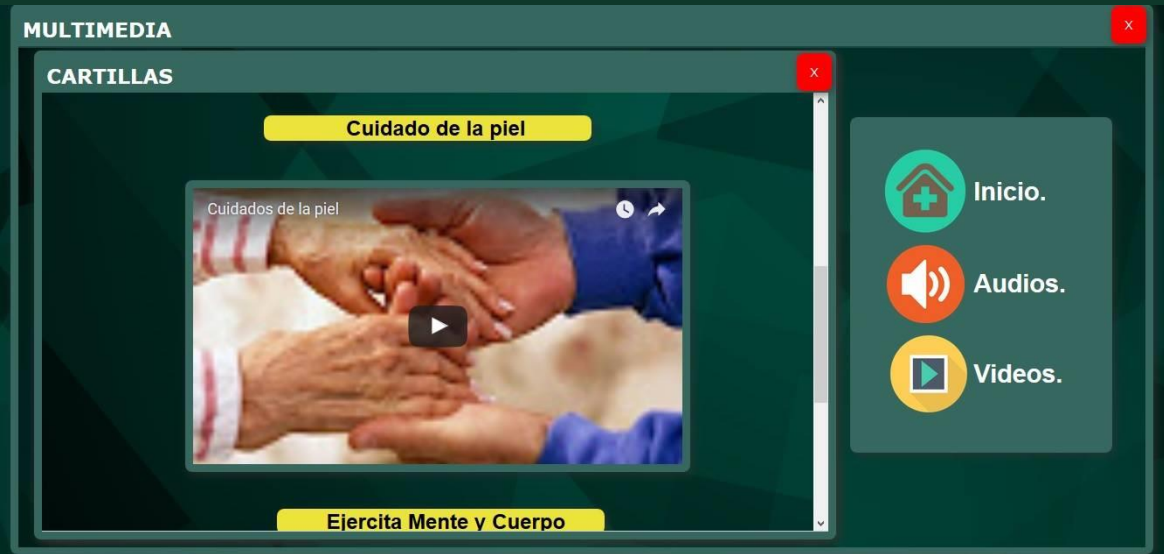 MULTIMEDIA
X
CARTILLAS
X
Cuidado de la piel
Cuidados de la piel
Ejercita Mente y Cuerpo
Inicio.
Audios.
Videos.